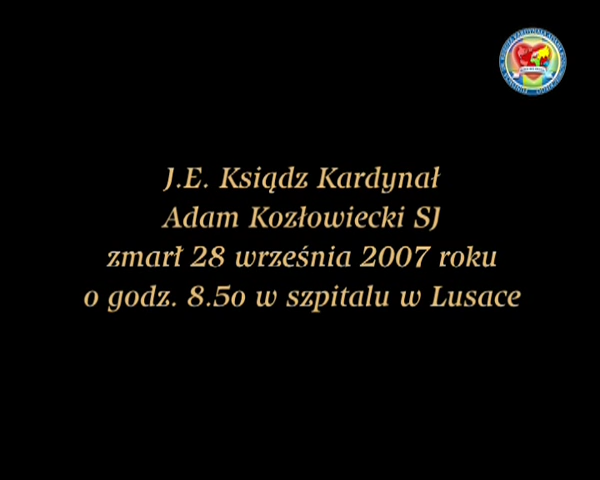 J.E. Ksiądz Kardynał
Adam Kozłowiecki SJ
zmarł 28 września 2007 roku
o godz. 8.5o w szpitalu w Lusace